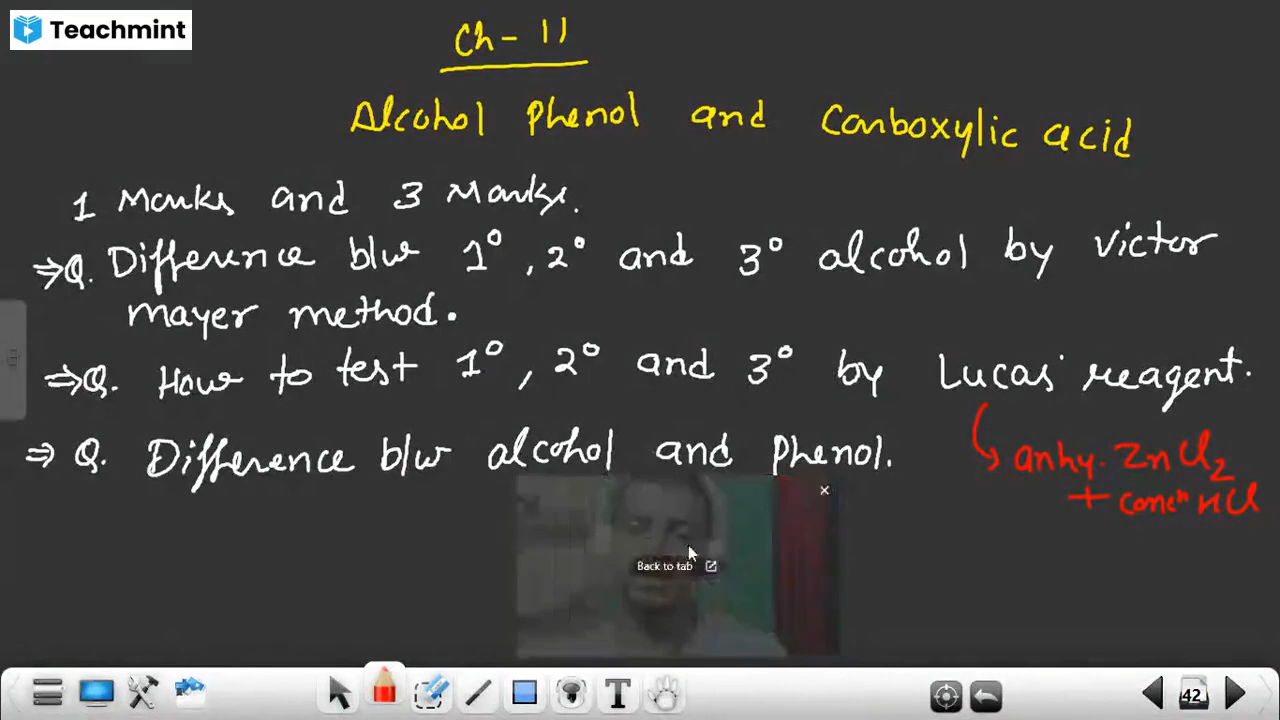 Teachmint
Ch - 11
Alcohol Phenol and Carboxylic acid
1 Marks and 3 Marks.
⇒Q. Difference b/w 1°, 2° and 3° alcohol by victor
mayer method.
⇒Q. How to test 1°, 2° and 3° by Lucas' reagent.
⇒ Q. Difference b/w alcohol and Phenol.
anhy. ZnCl2
+ concn HCl
Back to tab
T
42